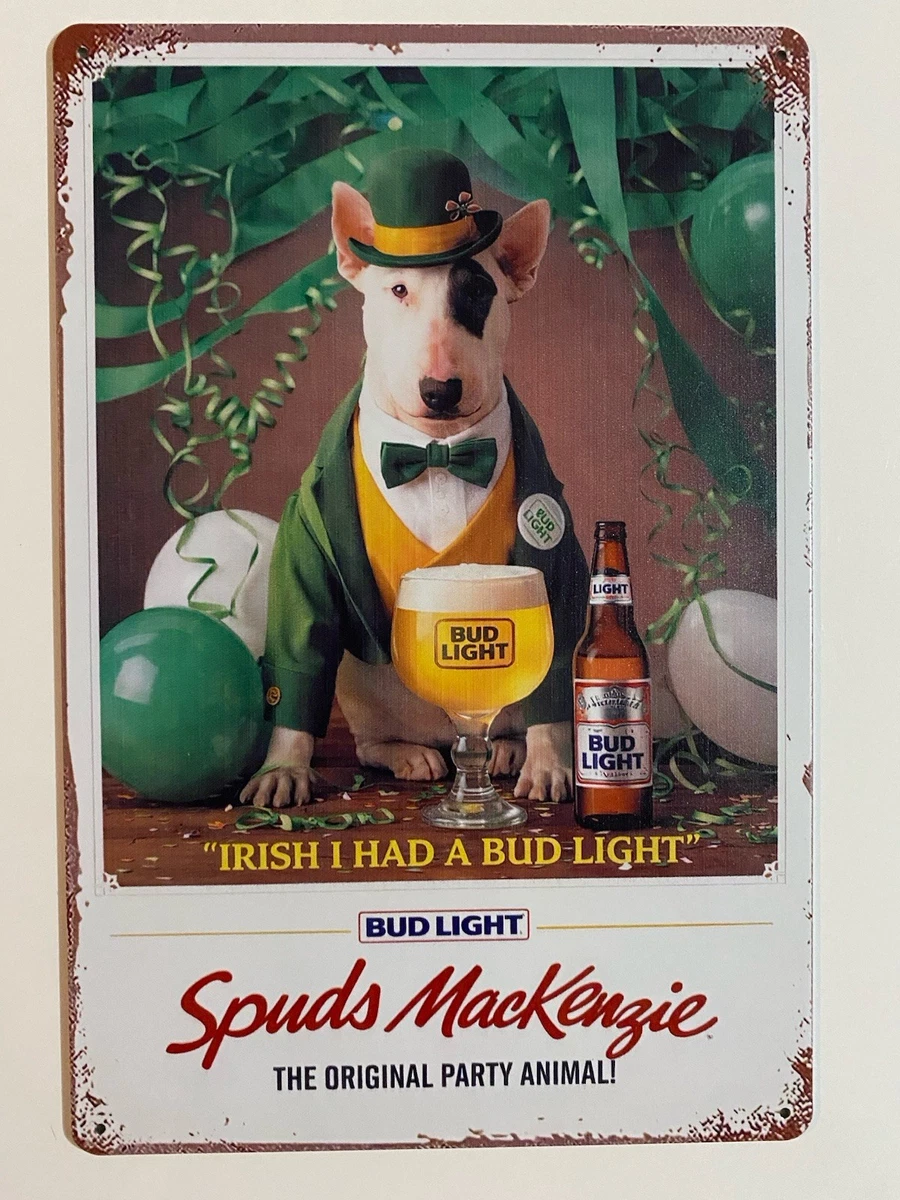 BUD
LIGHT
LIGHT
BUD
LIGHT
BUD
LIGHT
“IRISH I HAD A BUD LIGHT”
BUD LIGHT
Spuds MacKenzie
THE ORIGINAL PARTY ANIMAL!